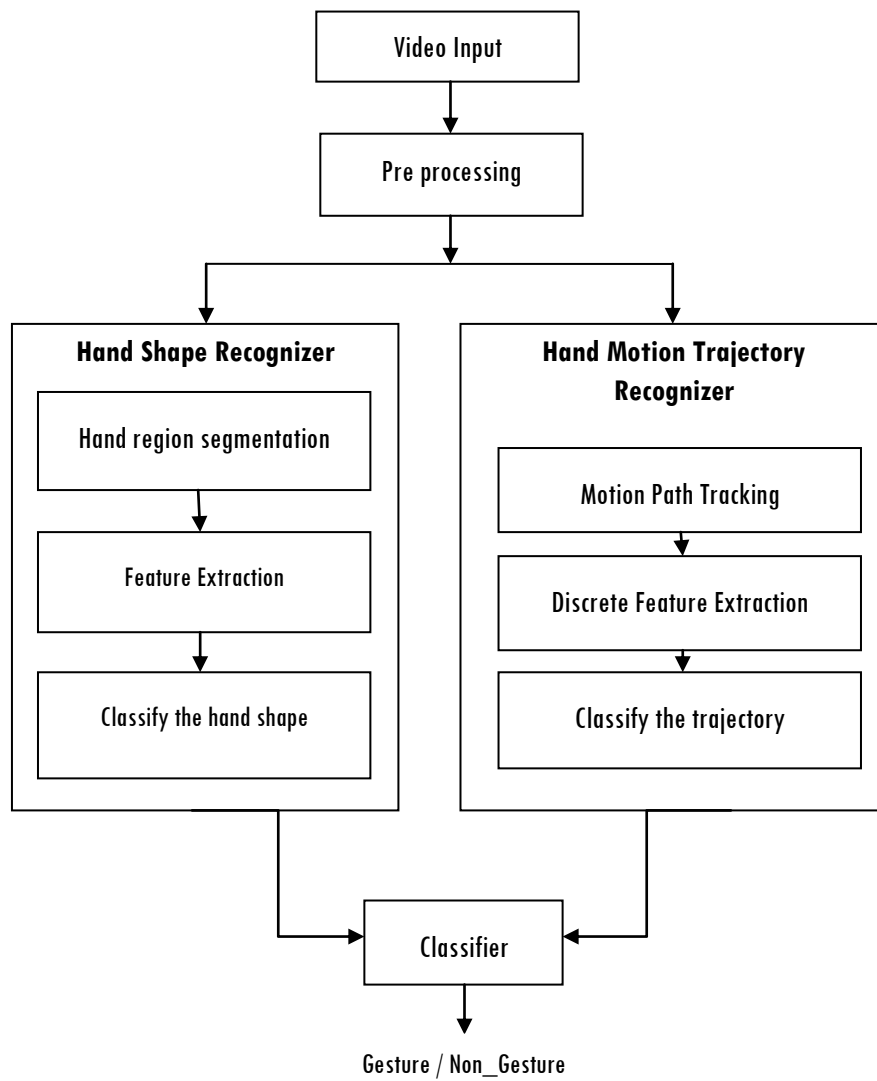 Video Input
Pre processing
Hand Shape Recognizer
Hand region segmentation
Feature Extraction
Classify the hand shape
Hand Motion Trajectory
Recognizer
Motion Path Tracking
Discrete Feature Extraction
Classify the trajectory
Classifier
Gesture / Non_Gesture